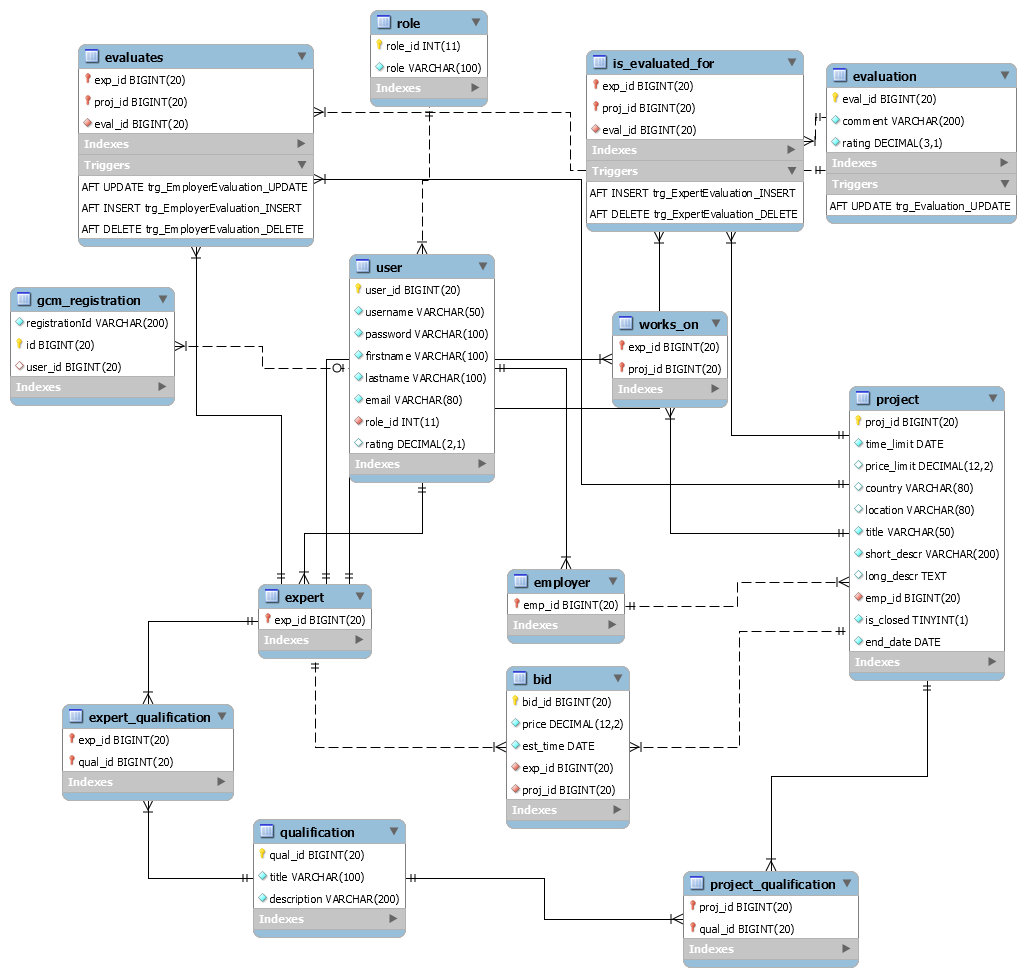 role
role_id INT(11)
role VARCHAR(100)
Indexes
evaluates
exp_id BIGINT(20)
proj_id BIGINT(20)
eval_id BIGINT(20)
Indexes
Triggers
AFT UPDATE trg_EmployerEvaluation_UPDATE
AFT INSERT trg_EmployerEvaluation_INSERT
AFT DELETE trg_EmployerEvaluation_DELETE
is_evaluated_for
exp_id BIGINT(20)
proj_id BIGINT(20)
eval_id BIGINT(20)
Indexes
Triggers
AFT INSERT trg_ExpertEvaluation_INSERT
AFT DELETE trg_ExpertEvaluation_DELETE
evaluation
eval_id BIGINT(20)
comment VARCHAR(200)
rating DECIMAL(3,1)
Indexes
Triggers
AFT UPDATE trg_Evaluation_UPDATE
gcm_registration
registrationId VARCHAR(200)
id BIGINT(20)
user_id BIGINT(20)
Indexes
user
user_id BIGINT(20)
username VARCHAR(50)
password VARCHAR(100)
firstname VARCHAR(100)
lastname VARCHAR(100)
email VARCHAR(80)
role_id INT(11)
rating DECIMAL(2,1)
Indexes
works_on
exp_id BIGINT(20)
proj_id BIGINT(20)
Indexes
project
proj_id BIGINT(20)
time_limit DATE
price_limit DECIMAL(12,2)
country VARCHAR(80)
location VARCHAR(80)
title VARCHAR(50)
short_descr VARCHAR(200)
long_descr TEXT
emp_id BIGINT(20)
is_closed TINYINT(1)
end_date DATE
Indexes
expert
exp_id BIGINT(20)
Indexes
employer
emp_id BIGINT(20)
Indexes
bid
bid_id BIGINT(20)
price DECIMAL(12,2)
est_time DATE
exp_id BIGINT(20)
proj_id BIGINT(20)
Indexes
expert_qualification
exp_id BIGINT(20)
qual_id BIGINT(20)
Indexes
qualification
qual_id BIGINT(20)
title VARCHAR(100)
description VARCHAR(200)
Indexes
project_qualification
proj_id BIGINT(20)
qual_id BIGINT(20)
Indexes